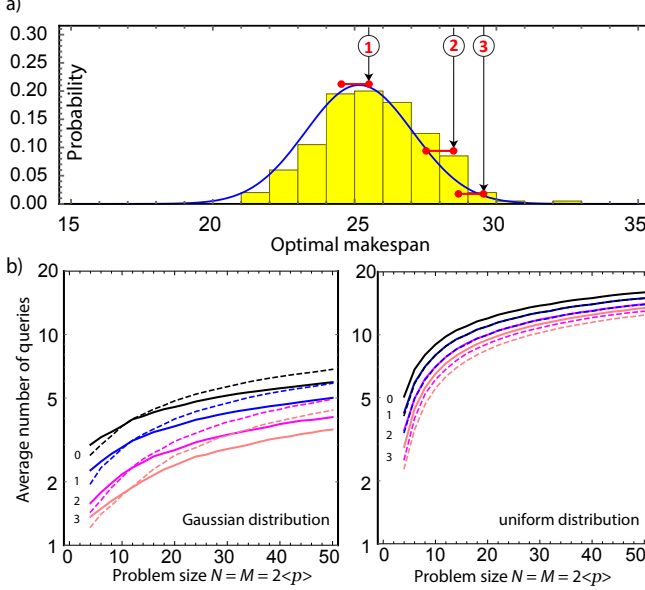 a)
1 2 3
0.30
0.25
0.20
0.15
0.10
0.05
0.00
Probability
15 20 25 30 35
Optimal makespan
b)
20
10
5
2
1
Average number of queries
0
1
2
3
Gaussian distribution
0 10 20 30 40 50
Problem size N = M = 2<p>
20
10
5
2
1
0
1
2
3
uniform distribution
0 10 20 30 40 50
Problem size N = M = 2<p>